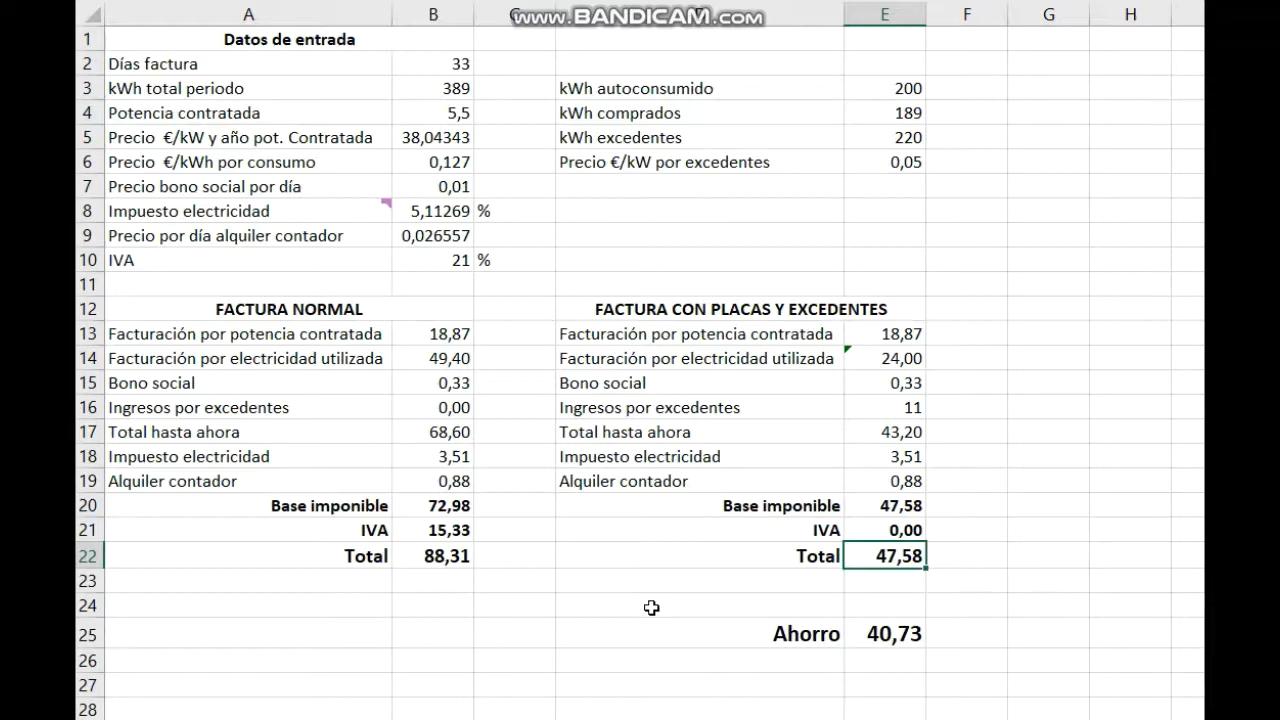 www.BANDICAM.com
A B E F G H
1 Datos de entrada
2 Días factura 33
3 kWh total periodo 389 kWh autoconsumido 200
4 Potencia contratada 5,5 kWh comprados 189
5 Precio €/kW y año pot. Contratada 38,04343 kWh excedentes 220
6 Precio €/kWh por consumo 0,127 Precio €/kW por excedentes 0,05
7 Precio bono social por día 0,01
8 Impuesto electricidad 5,11269 %
9 Precio por día alquiler contador 0,026557
10 IVA 21 %
11
12 FACTURA NORMAL FACTURA CON PLACAS Y EXCEDENTES
13 Facturación por potencia contratada 18,87 Facturación por potencia contratada 18,87
14 Facturación por electricidad utilizada 49,40 Facturación por electricidad utilizada 24,00
15 Bono social 0,33 Bono social 0,33
16 Ingresos por excedentes 0,00 Ingresos por excedentes 11
17 Total hasta ahora 68,60 Total hasta ahora 43,20
18 Impuesto electricidad 3,51 Impuesto electricidad 3,51
19 Alquiler contador 0,88 Alquiler contador 0,88
20 Base imponible 72,98 Base imponible 47,58
21 IVA 15,33 IVA 0,00
22 Total 88,31 Total 47,58
23
24
25 Ahorro 40,73
26
27
28